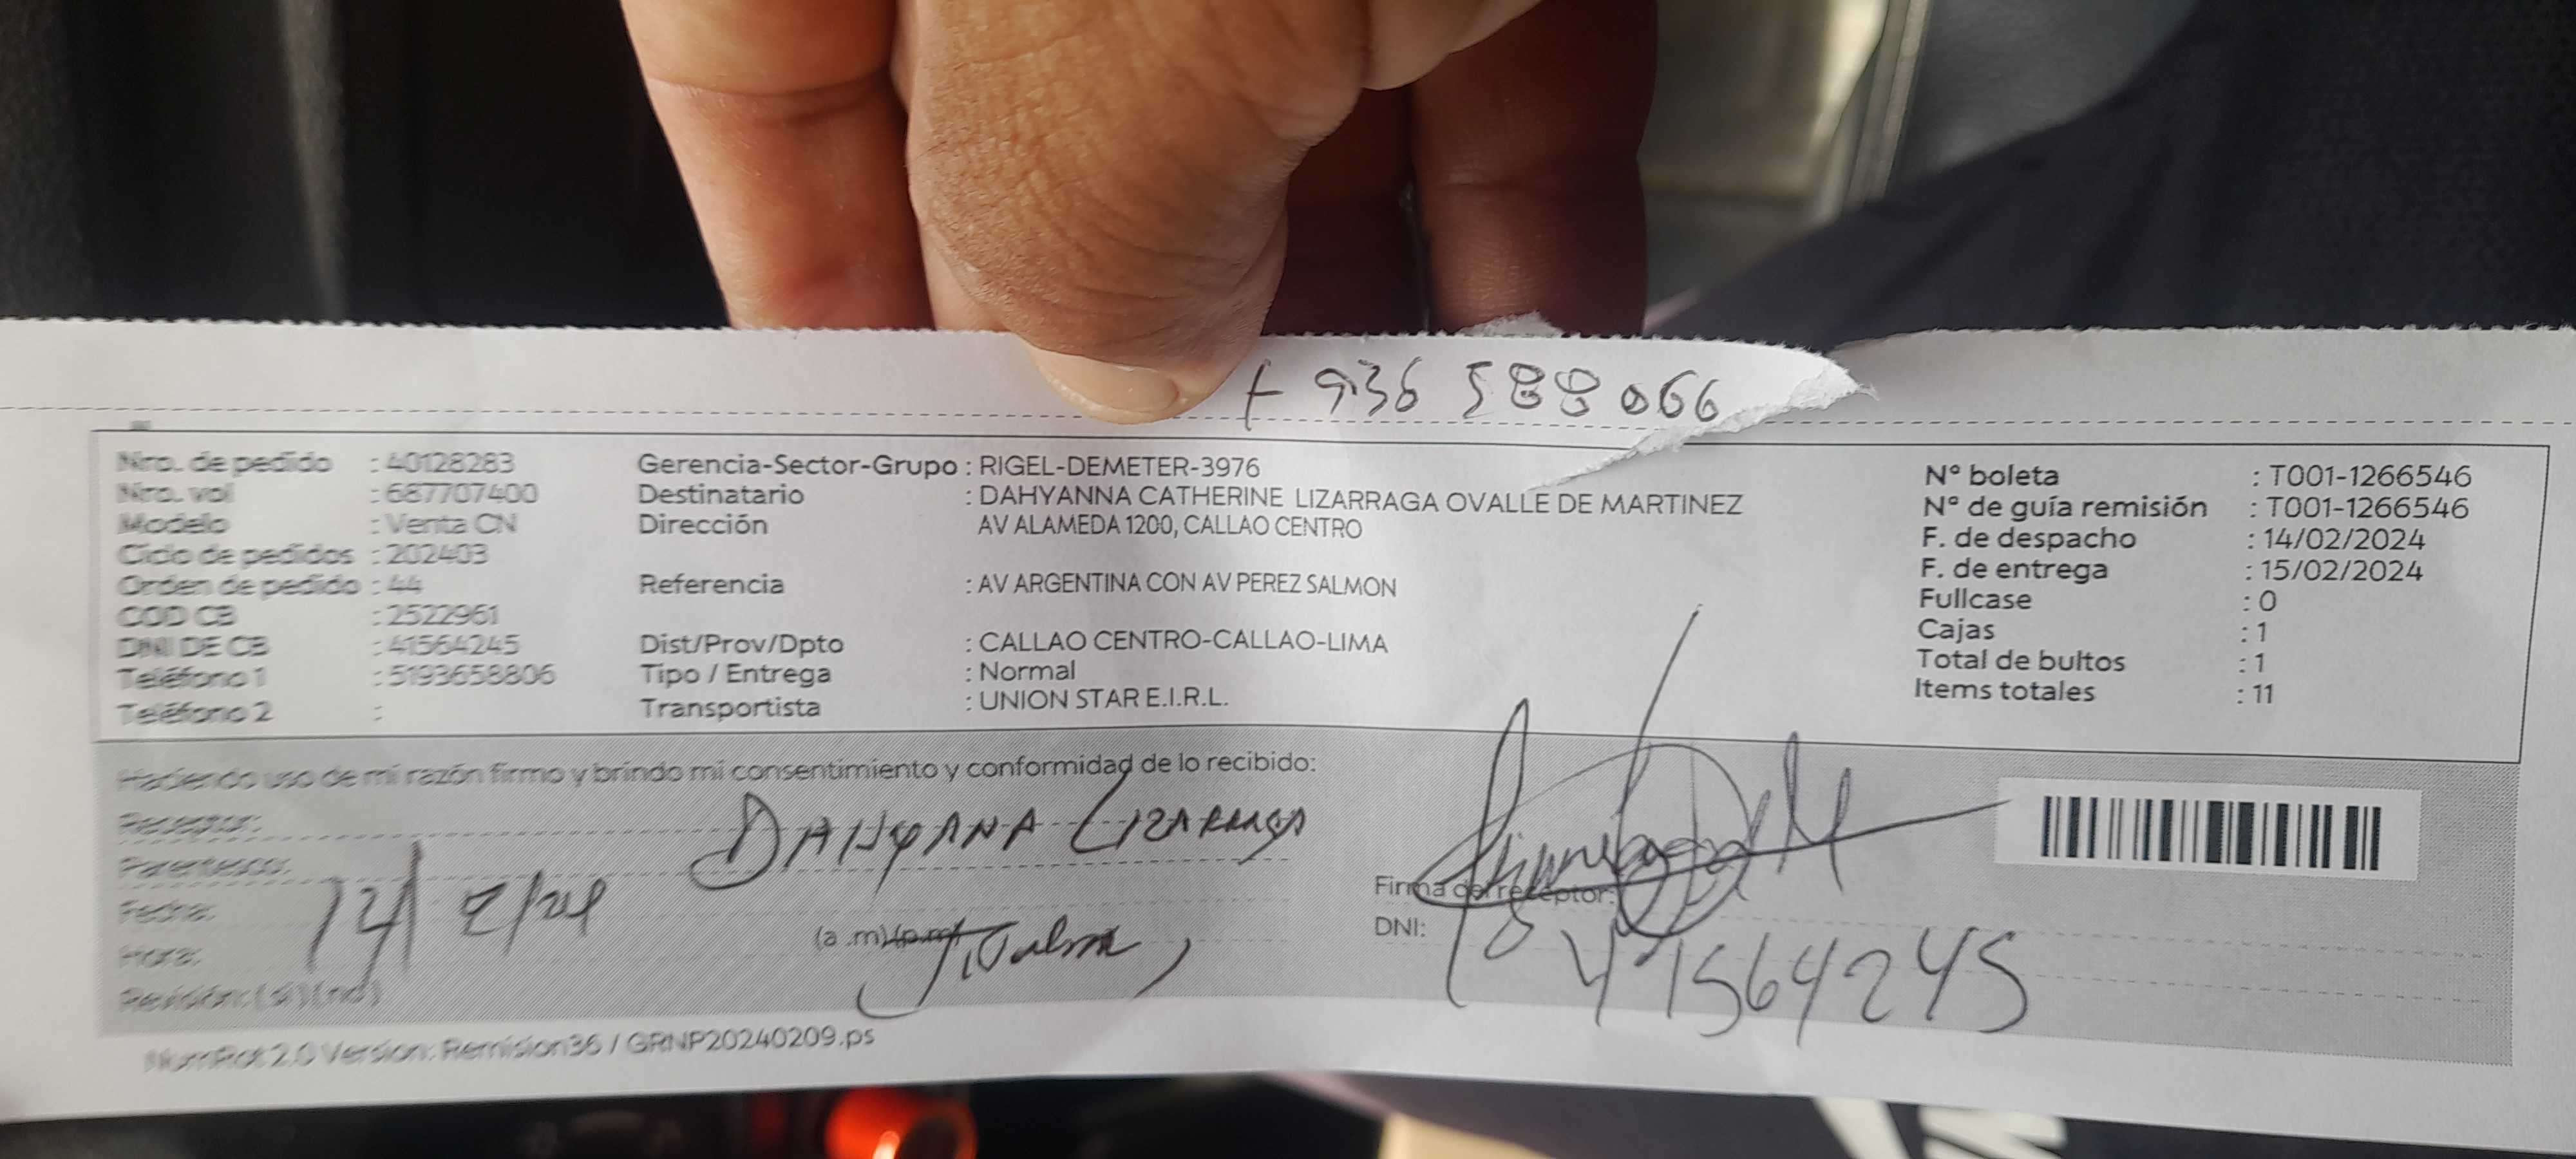 + 936 588 066
Nro. de pedido : 40128283
Nro. vol : 687707400
Modelo : Venta CN
Ciclo de pedidos : 202403
Orden de pedido : 44
COD CB : 2522961
DNI DE CB : 41564245
Teléfono 1 : 5193658806
Teléfono 2 :
Gerencia-Sector-Grupo : RIGEL-DEMETER-3976
Destinatario : DAHYANNA CATHERINE LIZARRAGA OVALLE DE MARTINEZ
Dirección AV ALAMEDA 1200, CALLAO CENTRO
Referencia : AV ARGENTINA CON AV PEREZ SALMON
Dist/Prov/Dpto : CALLAO CENTRO-CALLAO-LIMA
Tipo / Entrega : Normal
Transportista : UNION STAR E.I.R.L.
Nº boleta : T001-1266546
Nº de guía remisión : T001-1266546
F. de despacho : 14/02/2024
F. de entrega : 15/02/2024
Fullcase : 0
Cajas : 1
Total de bultos : 1
Items totales : 11
Haciendo uso de mi razón firmo y brindo mi consentimiento y conformidad de lo recibido:
Receptor: DAHYANA LIZARRAGA
Parentesco:
Fecha: 14/2/24
Hora: (a .m) (p.m)
Revisión: (si) (no)
Firma del receptor:
DNI: 41564245
NumRot 2.0 Version: Remision36 / GRNP20240209.ps